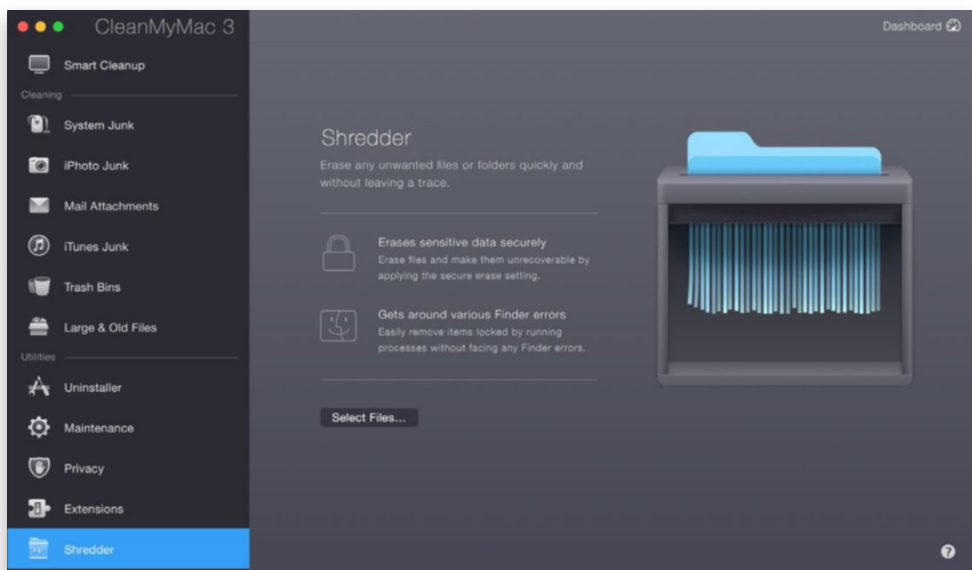 CleanMyMac 3
Dashboard
Smart Cleanup
Cleaning
System Junk
iPhoto Junk
Mail Attachments
iTunes Junk
Trash Bins
Large & Old Files
Utilities
Uninstaller
Maintenance
Privacy
Extensions
Shredder
Shredder
Erase any unwanted files or folders quickly and
without leaving a trace.
Erases sensitive data securely
Erase files and make them unrecoverable by
applying the secure erase setting.
Gets around various Finder errors
Easily remove items locked by running
processes without facing any Finder errors.
Select Files...
?